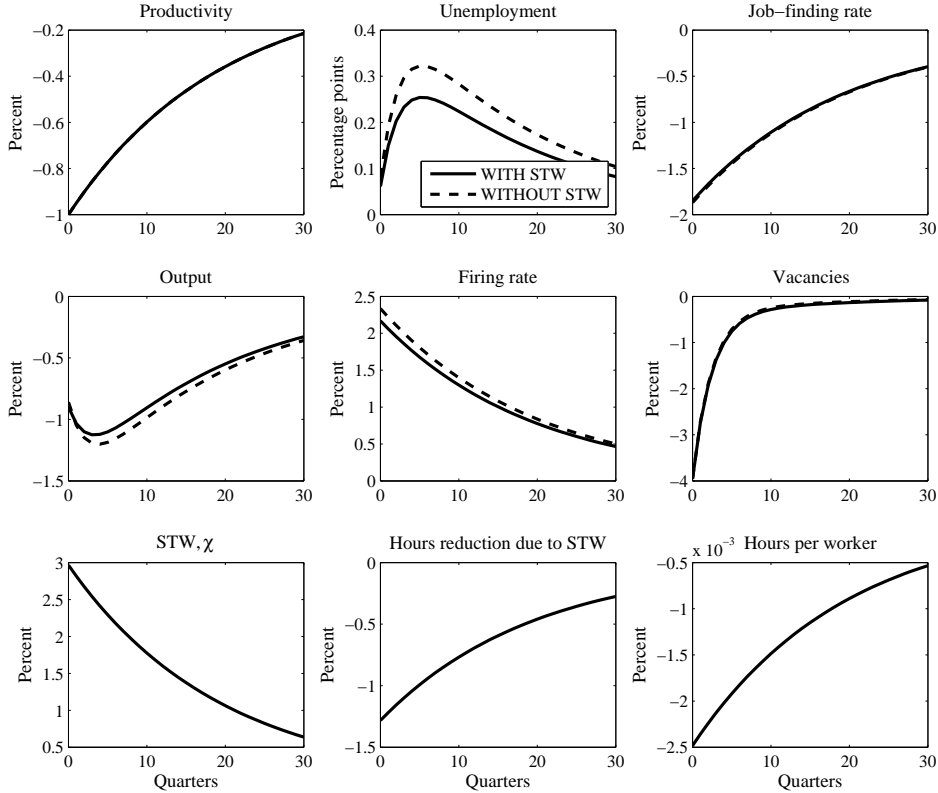 Productivity
Percent
−0.2
−0.4
−0.6
−0.8
−1
0 10 20 30
Unemployment
Percentage points
0.4
0.3
0.2
0.1
0
WITH STW
WITHOUT STW
0 10 20 30
Job−finding rate
Percent
0
−0.5
−1
−1.5
−2
0 10 20 30
Output
Percent
0
−0.5
−1
−1.5
0 10 20 30
Firing rate
Percent
2.5
2
1.5
1
0.5
0
0 10 20 30
Vacancies
Percent
0
−1
−2
−3
−4
0 10 20 30
STW, χ
Percent
3
2.5
2
1.5
1
0.5
0 10 20 30
Quarters
Hours reduction due to STW
Percent
0
−0.5
−1
−1.5
0 10 20 30
Quarters
x 10⁻³ Hours per worker
Percent
−0.5
−1
−1.5
−2
−2.5
0 10 20 30
Quarters